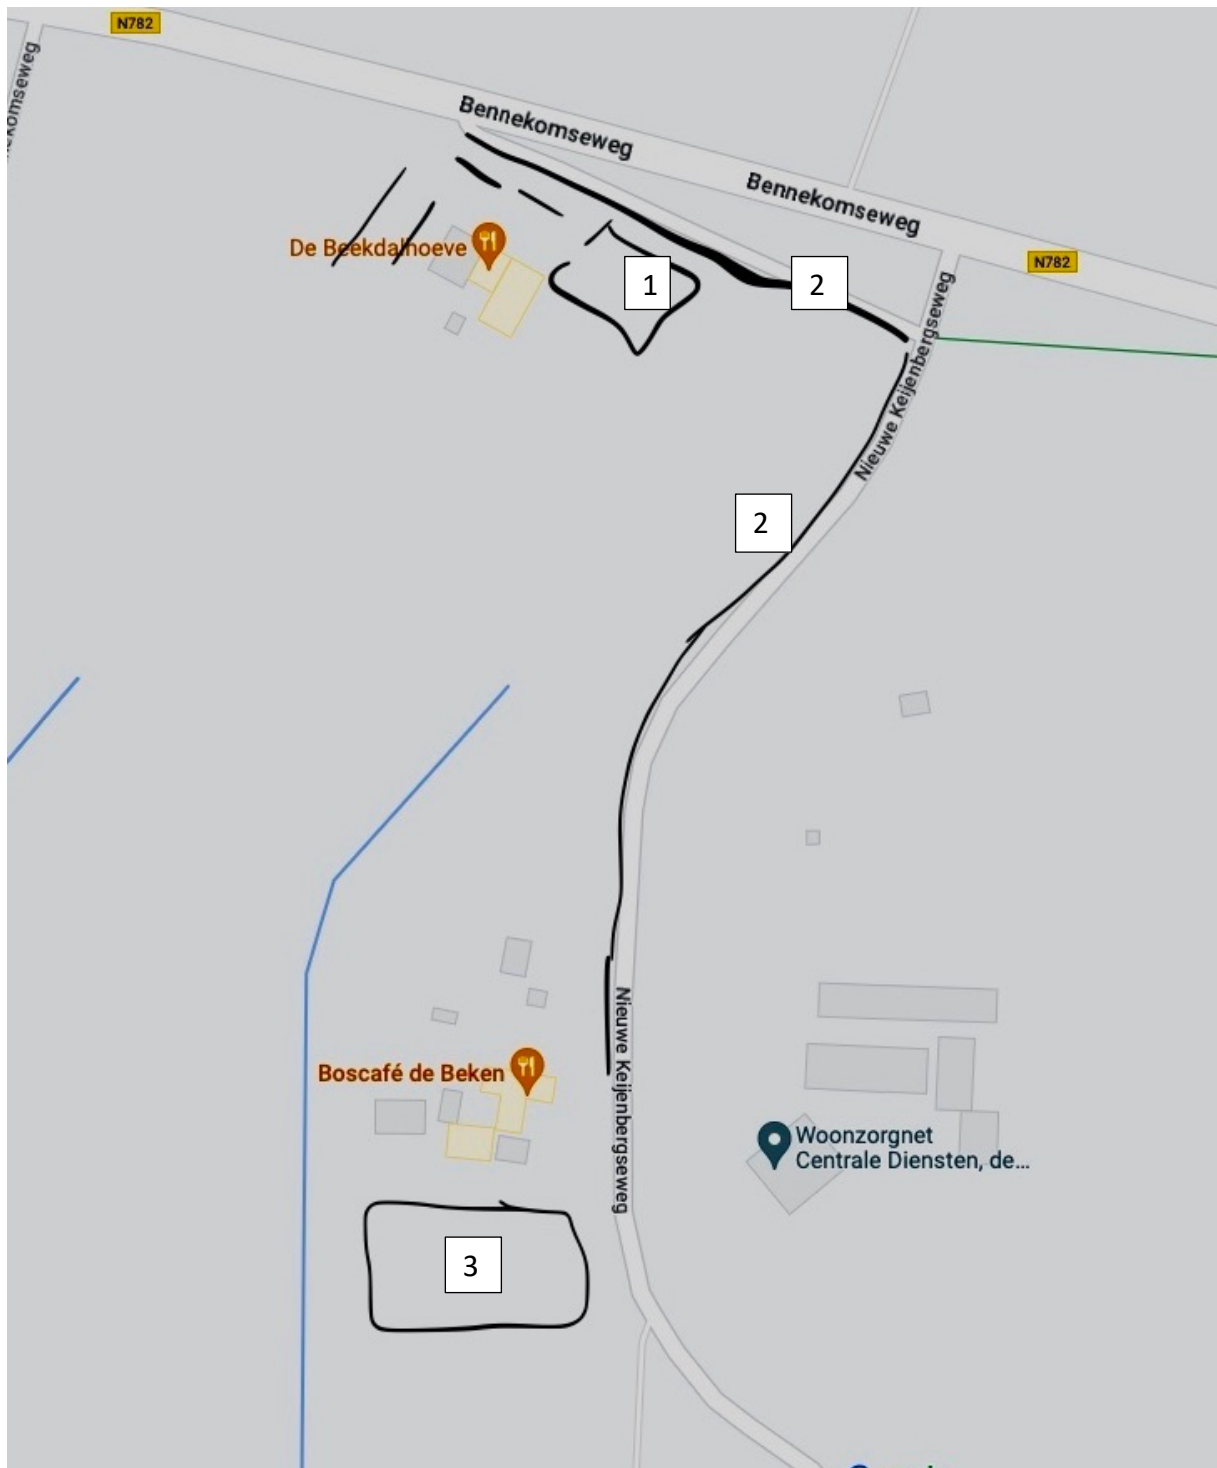 N782
Bennekomseweg
Bennekomseweg
N782
De Beekdalhoeve
1
2
Nieuwe Keijenbergseweg
2
Boscafé de Beken
Nieuwe Keijenbergseweg
Woonzorgnet
Centrale Diensten, de...
3